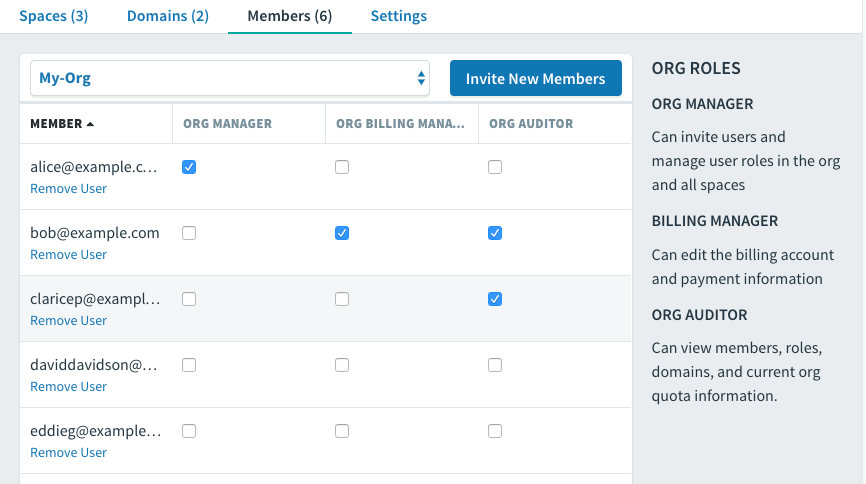 Spaces (3) Domains (2) Members (6) Settings
My-Org Invite New Members
MEMBER ORG MANAGER ORG BILLING MANA... ORG AUDITOR
alice@example.c...
Remove User
bob@example.com
Remove User
claricep@exampl...
Remove User
daviddavidson@...
Remove User
eddieg@example...
Remove User
ORG ROLES
ORG MANAGER
Can invite users and
manage user roles in the org
and all spaces
BILLING MANAGER
Can edit the billing account
and payment information
ORG AUDITOR
Can view members, roles,
domains, and current org
quota information.